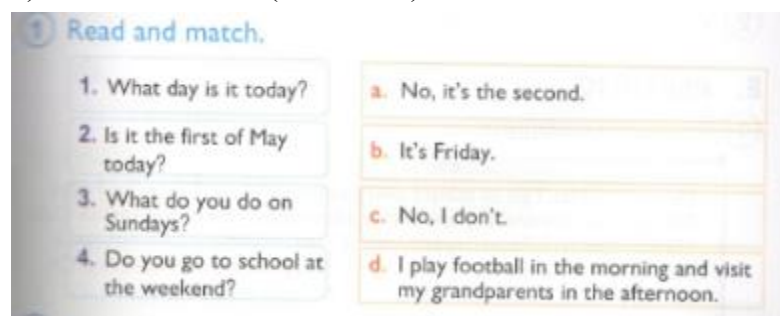 1 Read and match.
1. What day is it today?
a. No, it's the second.
2. Is it the first of May
today?
b. It's Friday.
3. What do you do on
Sundays?
c. No, I don't.
4. Do you go to school at
the weekend?
d. I play football in the morning and visit
my grandparents in the afternoon.